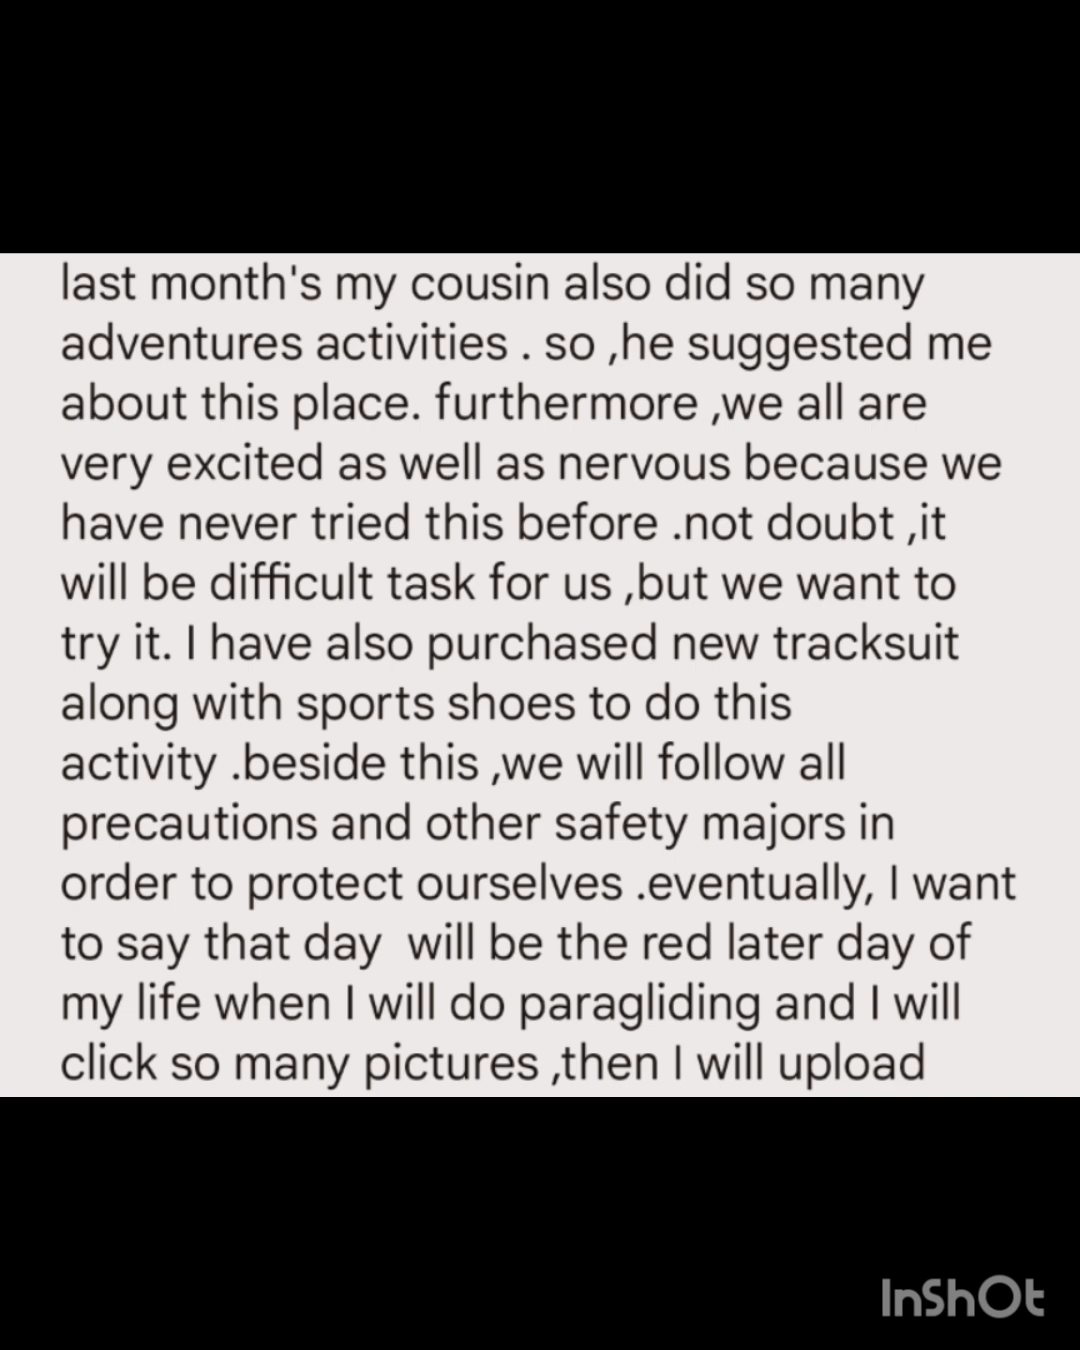 last month's my cousin also did so many
adventures activities . so ,he suggested me
about this place. furthermore ,we all are
very excited as well as nervous because we
have never tried this before .not doubt ,it
will be difficult task for us ,but we want to
try it. I have also purchased new tracksuit
along with sports shoes to do this
activity .beside this ,we will follow all
precautions and other safety majors in
order to protect ourselves .eventually, I want
to say that day  will be the red later day of
my life when I will do paragliding and I will
click so many pictures ,then I will upload
InShOt